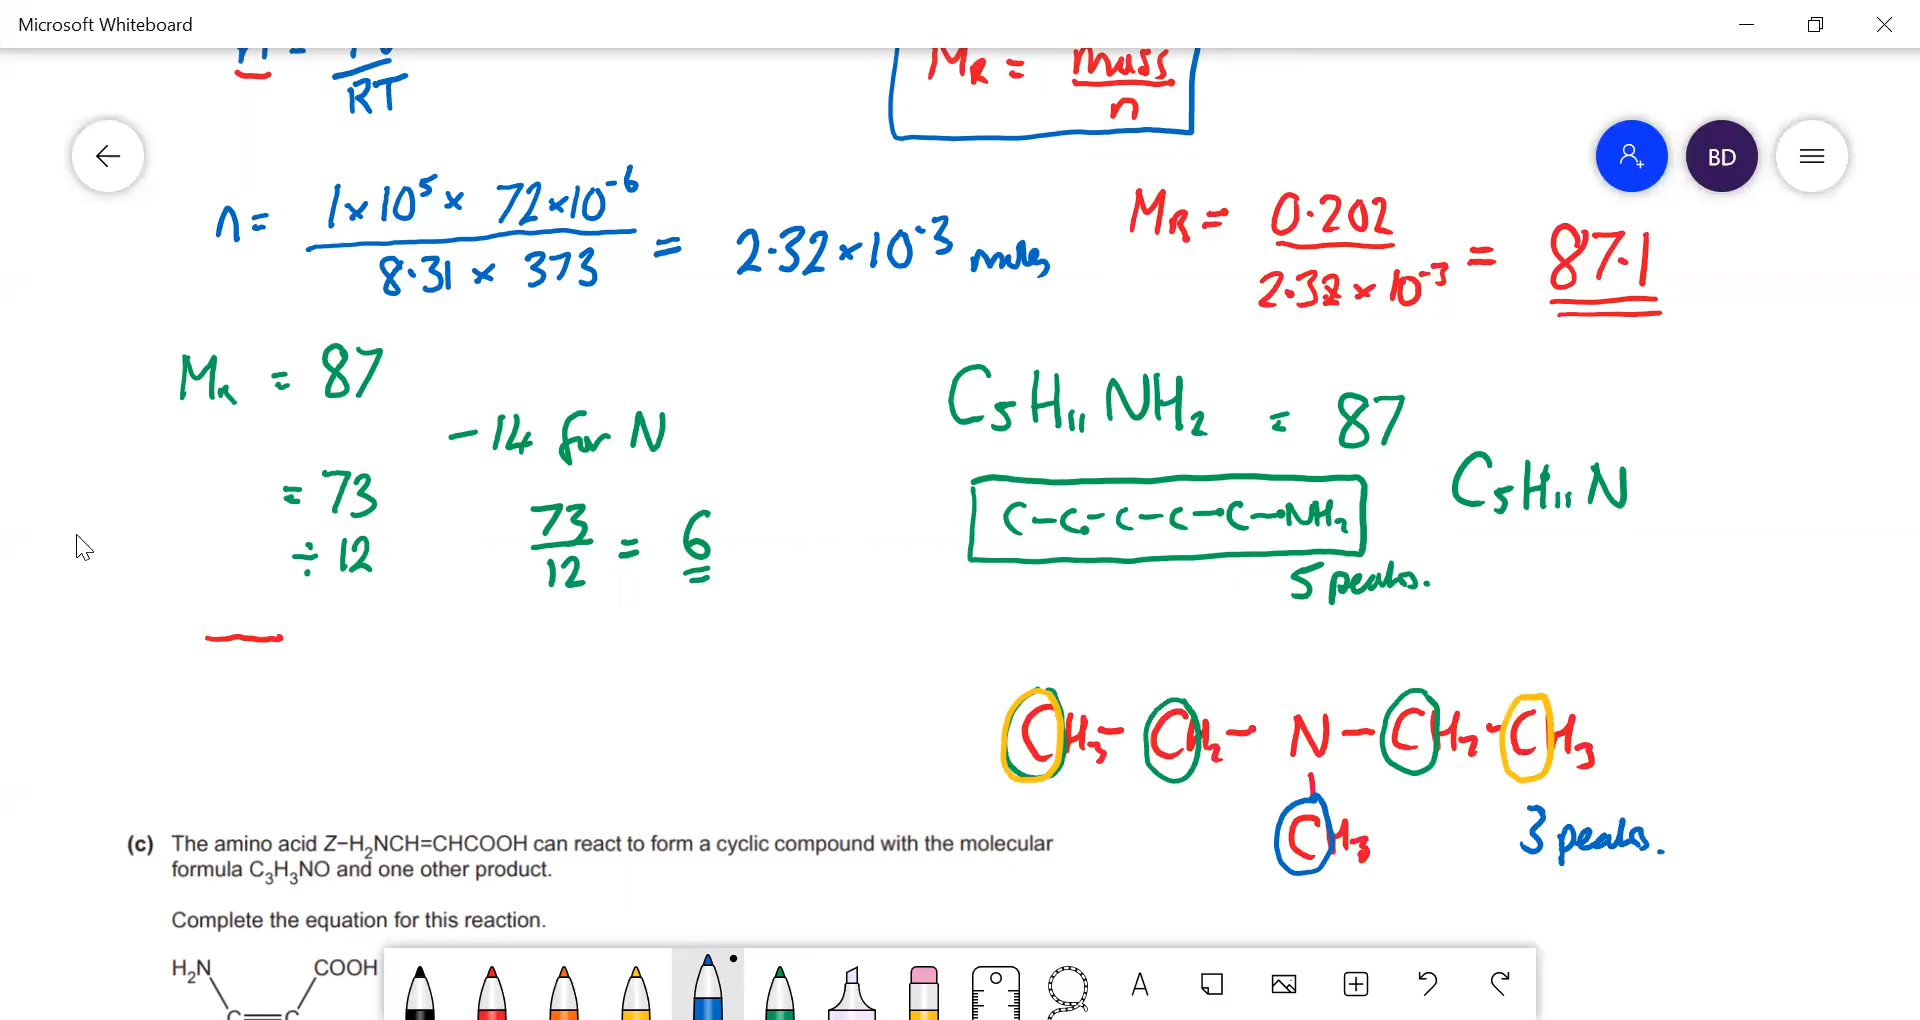 Microsoft Whiteboard
RT
MR = mass
n
BD
n = 1×10⁵ × 72×10⁻⁶
8.31 × 373
= 2.32×10⁻³ moles
MR = 0.202
2.32 × 10⁻³
= 87.1
MR = 87
-14 for N
= 73
÷ 12
73
12
= 6
C₅H₁₁NH₂ = 87
C₅H₁₁N
C-C-C-C-C-NH₂
5 peaks.
CH₃-CH₂-N-CH₂-CH₃
CH₃
3 peaks.
(c) The amino acid Z−H₂NCH=CHCOOH can react to form a cyclic compound with the molecular
formula C₃H₃NO and one other product.
Complete the equation for this reaction.
H₂N COOH
C=C
A